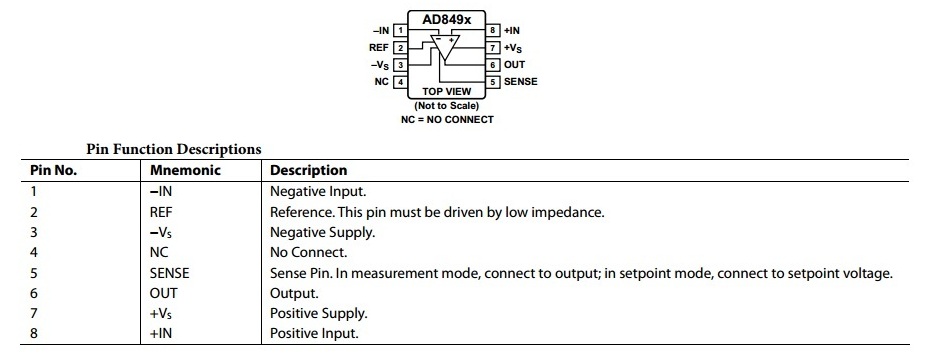 AD849x
–IN 1 8 +IN
REF 2 7 +VS
–VS 3 6 OUT
NC 4 5 SENSE
– +
TOP VIEW
(Not to Scale)
NC = NO CONNECT
Pin Function Descriptions
Pin No. Mnemonic Description
1 −IN Negative Input.
2 REF Reference. This pin must be driven by low impedance.
3 −VS Negative Supply.
4 NC No Connect.
5 SENSE Sense Pin. In measurement mode, connect to output; in setpoint mode, connect to setpoint voltage.
6 OUT Output.
7 +VS Positive Supply.
8 +IN Positive Input.